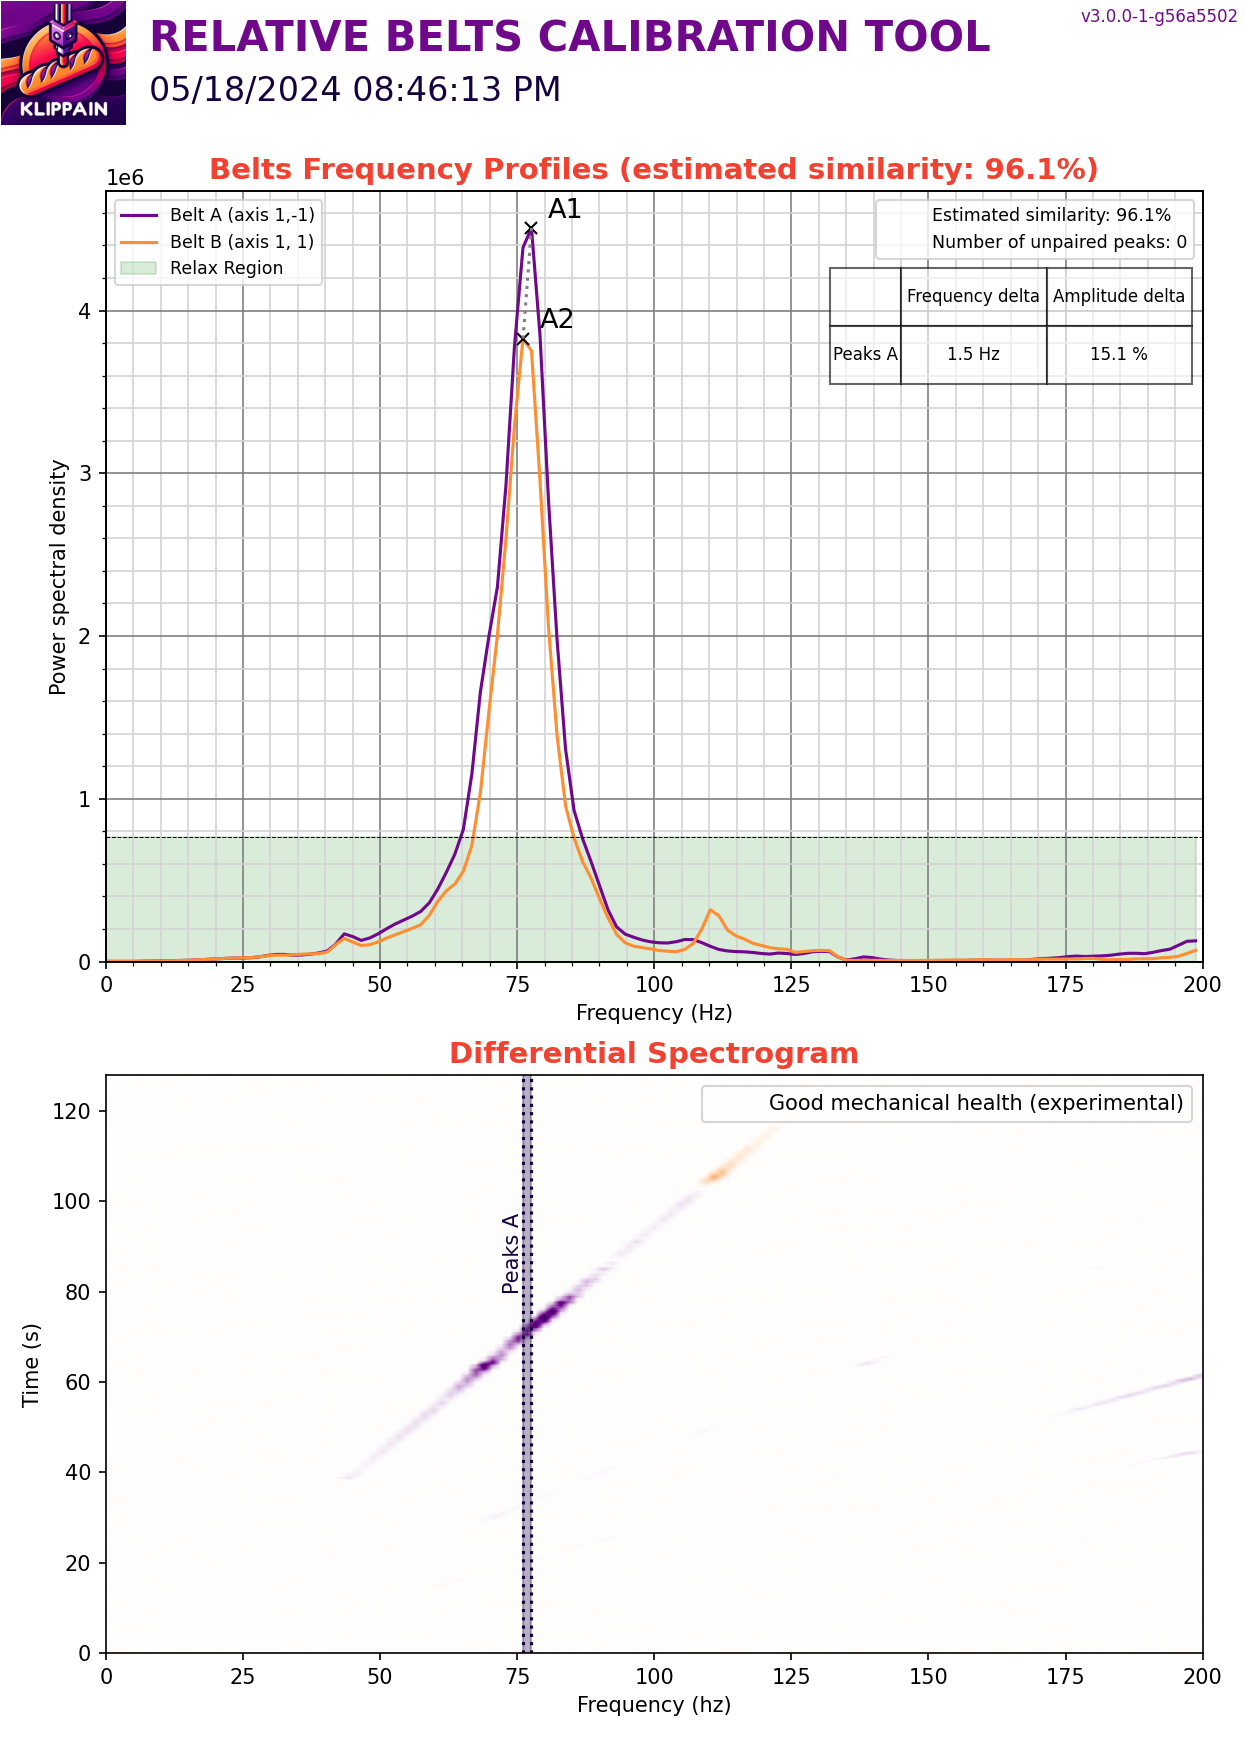 KLIPPAIN
RELATIVE BELTS CALIBRATION TOOL
05/18/2024 08:46:13 PM
v3.0.0-1-g56a5502
Belts Frequency Profiles (estimated similarity: 96.1%)
1e6
Belt A (axis 1,-1)
Belt B (axis 1, 1)
Relax Region
A1
A2
Estimated similarity: 96.1%
Number of unpaired peaks: 0
Frequency delta Amplitude delta
Peaks A 1.5 Hz 15.1 %
Power spectral density
4
3
2
1
0
0 25 50 75 100 125 150 175 200
Frequency (Hz)
Differential Spectrogram
Good mechanical health (experimental)
Peaks A
Time (s)
120
100
80
60
40
20
0
0 25 50 75 100 125 150 175 200
Frequency (hz)